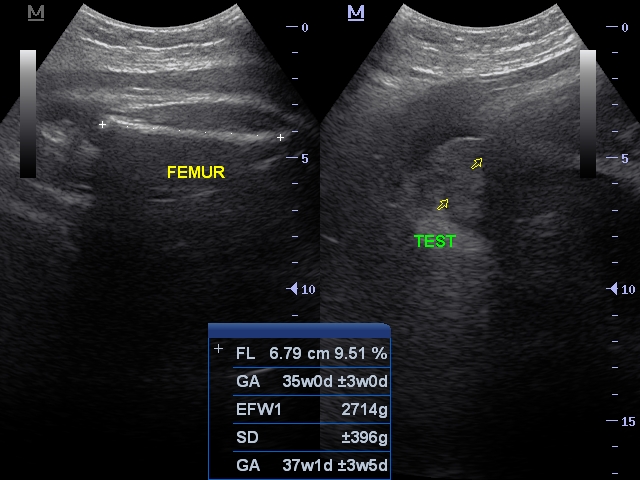 M
M
0
0
FEMUR
5
5
TEST
10
10
FL 6.79 cm 9.51 %
GA 35w0d ±3w0d
EFW1 2714g
SD ±396g
GA 37w1d ±3w5d
15